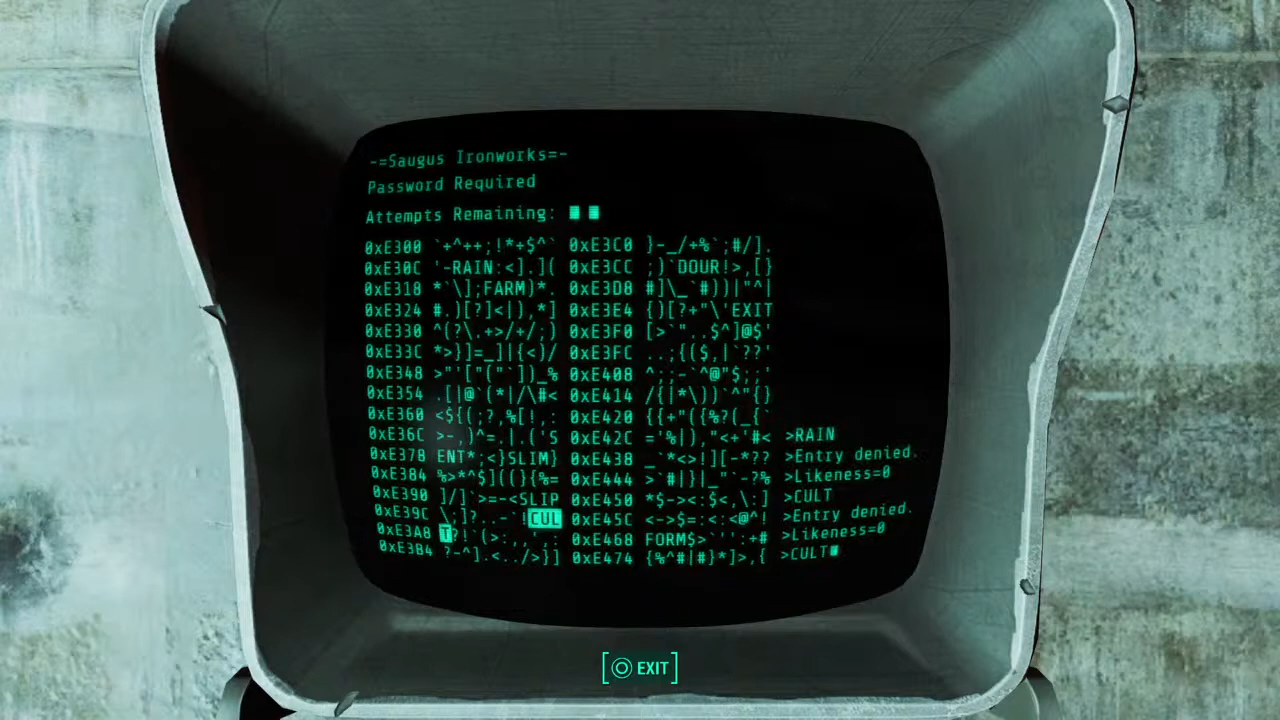 -=Saugus Ironworks=-
Password Required
Attempts Remaining: ■ ■
0xE300 `+^++;!*+$^` 0xE3C0 }-_/+%`;#/].
0xE30C '-RAIN:<].]( 0xE3CC ;)`DOUR!>,[}
0xE318 *`\];FARM)*. 0xE3D8 #]\_`#))|"^|
0xE324 #.)[?]<|),*] 0xE3E4 {)[?+"\'EXIT
0xE330 ^(?\.+>/+/;) 0xE3F0 [>`"..$^]@$'
0xE33C *>}]=_]|{<)/ 0xE3FC ..;{($,|`??'
0xE348 >"'["("`])_% 0xE408 ^;;-`^@"$;;'
0xE354 .[|@`(*|/\#< 0xE414 /{|*\))`^"{}
0xE360 <${(;?,%[!,: 0xE420 {{+"({%?(_{`
0xE36C >-,)^=.|.('S 0xE42C ='%|),"<+'#< >RAIN
0xE378 ENT*;<}SLIM} 0xE438 _`*<>!][-*?? >Entry denied.
0xE384 %>*^$]((}{%= 0xE444 >`#|}|_"`-?% >Likeness=0
0xE390 ]/]`>=-<SLIP 0xE450 *$-><:$<,\:] >CULT
0xE39C \;]?..-`!CUL 0xE45C <->$=:<:<@^! >Entry denied.
0xE3A8 T?!`(>:,,',: 0xE468 FORM$>`'':+# >Likeness=0
0xE3B4 ?-^].<../>}] 0xE474 {%^#|#}*]>,{ >CULT■
[◎ EXIT]